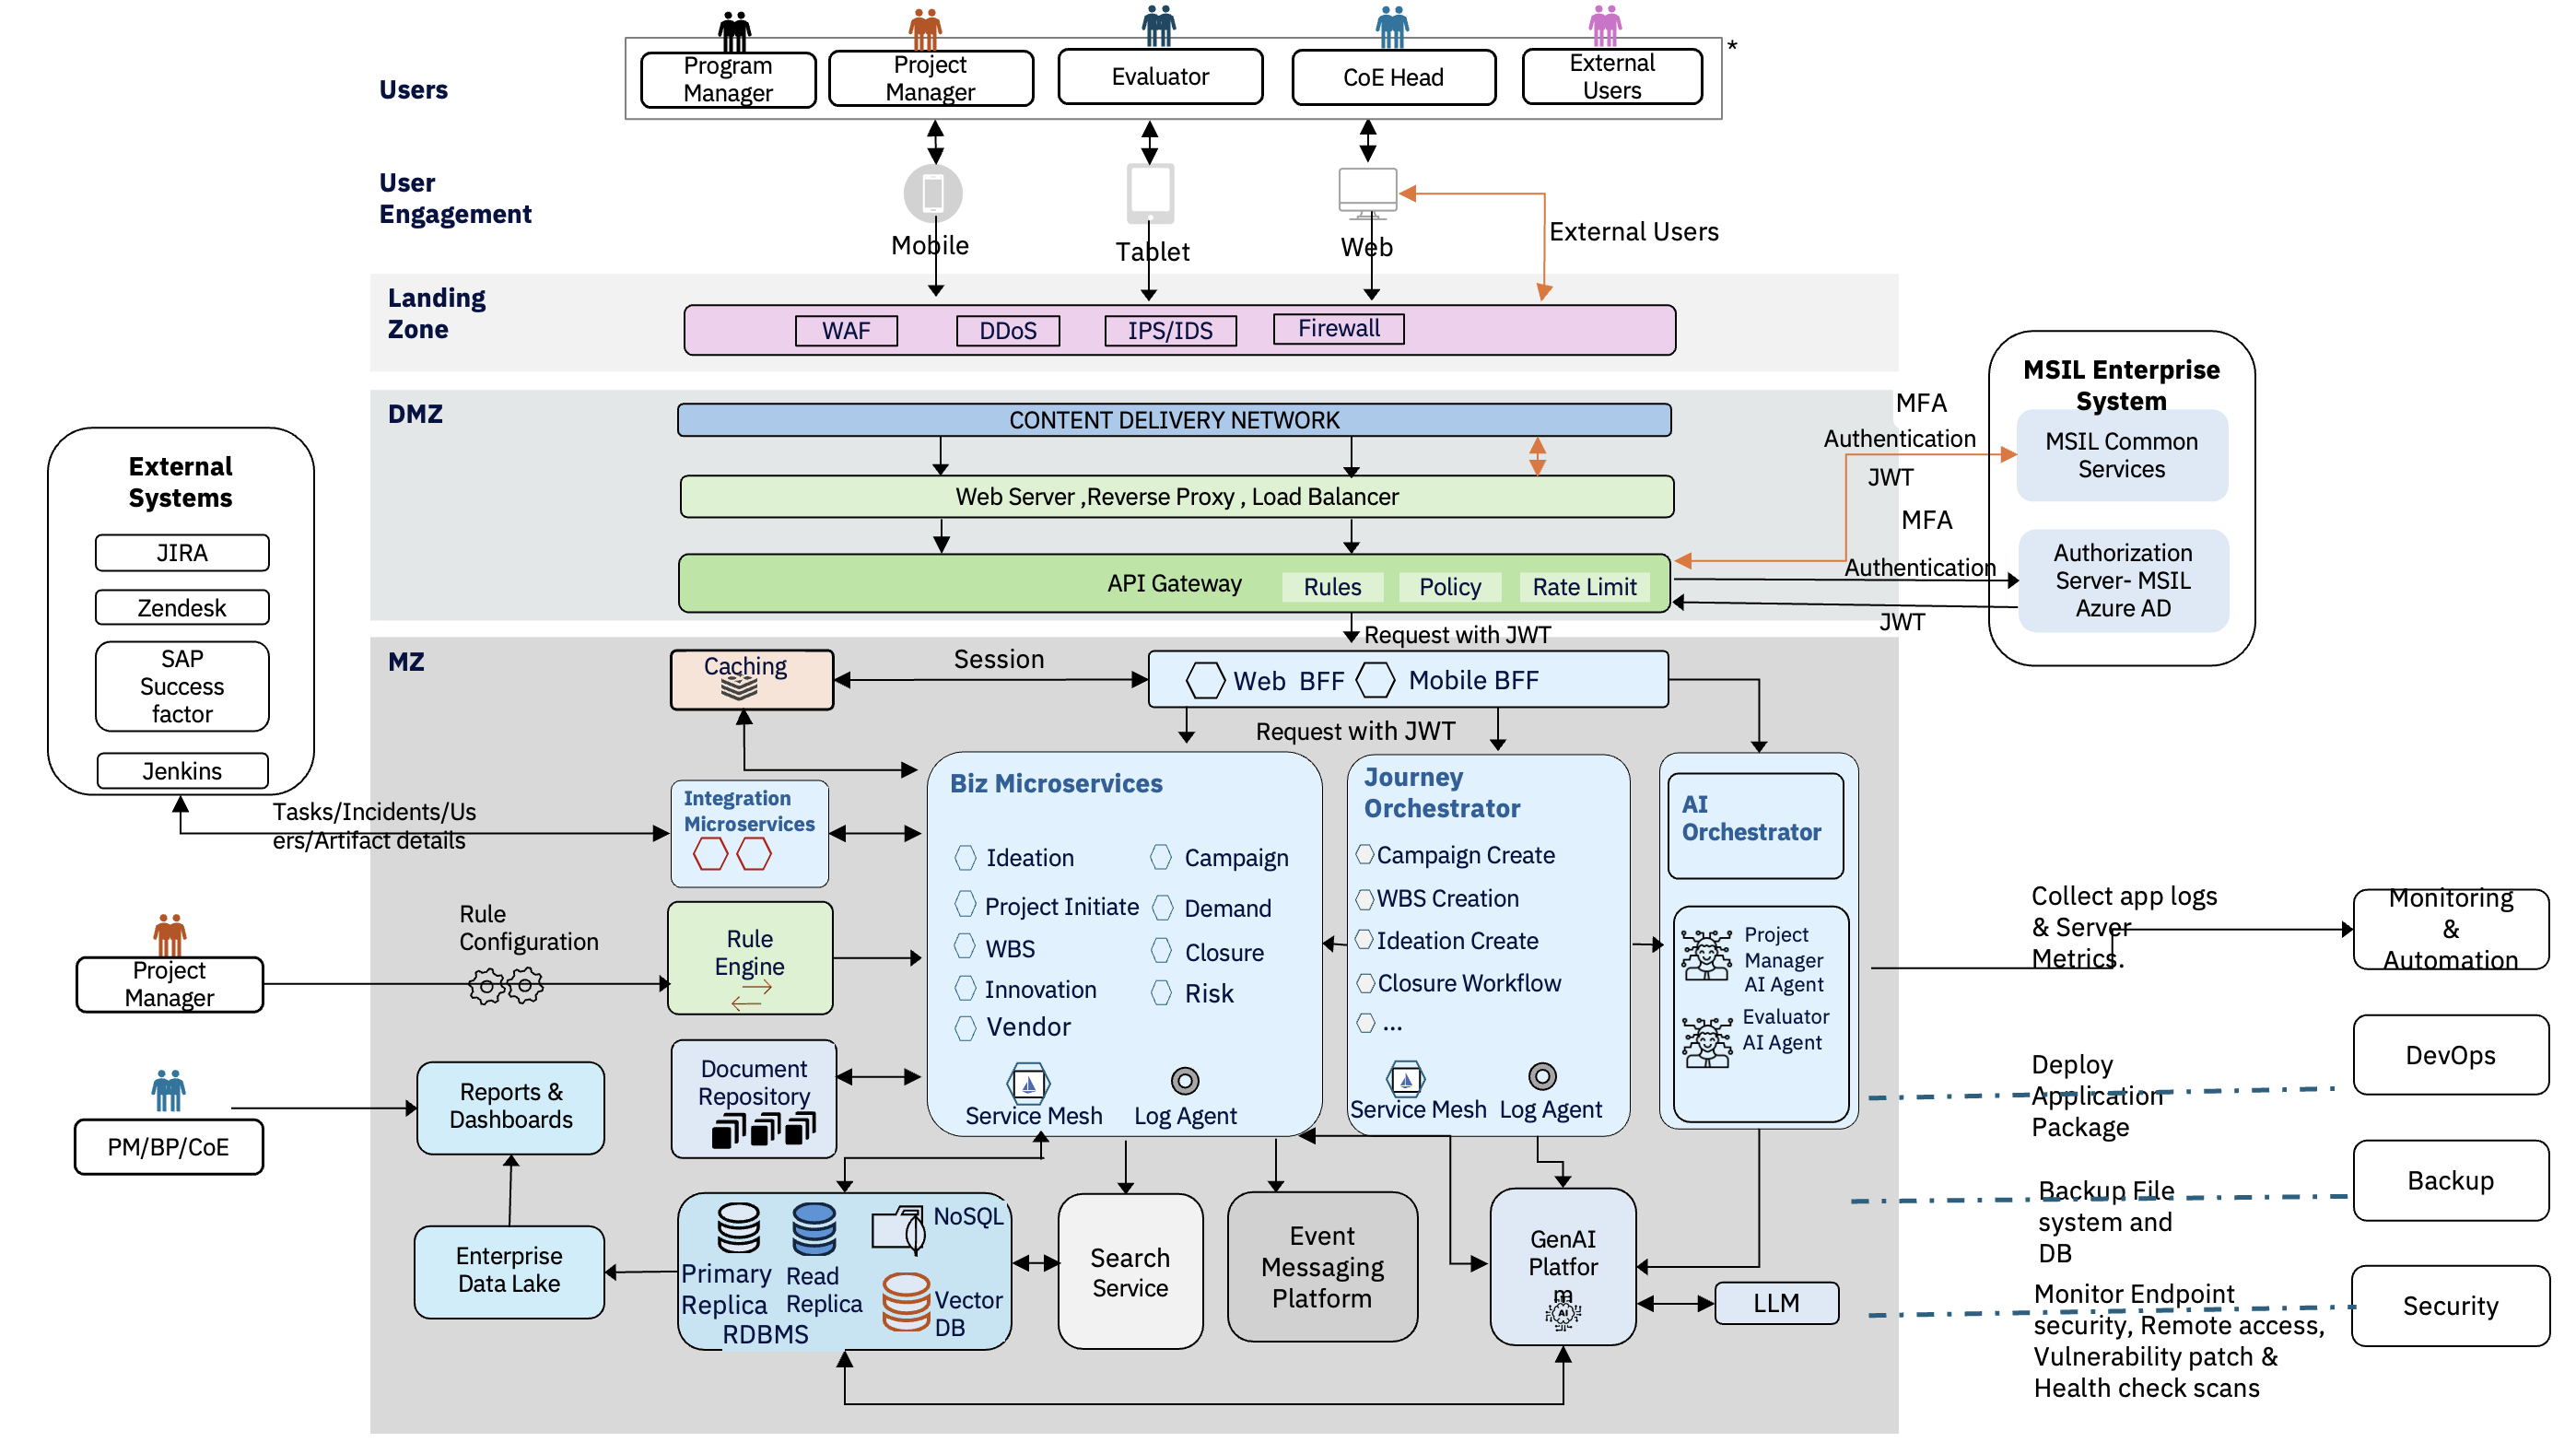 Users
Program
Manager
Project
Manager
Evaluator
CoE Head
External
Users
*
User
Engagement
Mobile
Tablet
Web
External Users
Landing
Zone
WAF
DDoS
IPS/IDS
Firewall
DMZ
CONTENT DELIVERY NETWORK
Web Server ,Reverse Proxy , Load Balancer
API Gateway
Rules
Policy
Rate Limit
MFA
Authentication
JWT
MFA
Authentication
JWT
MSIL Enterprise
System
MSIL Common
Services
Authorization
Server- MSIL
Azure AD
External
Systems
JIRA
Zendesk
SAP
Success
factor
Jenkins
Tasks/Incidents/Us
ers/Artifact details
MZ
Request with JWT
Caching
Session
Web BFF
Mobile BFF
Request with JWT
Integration
Microservices
Biz Microservices
Ideation
Campaign
Project Initiate
Demand
WBS
Closure
Innovation
Risk
Vendor
Service Mesh
Log Agent
Journey
Orchestrator
Campaign Create
WBS Creation
Ideation Create
Closure Workflow
...
Service Mesh
Log Agent
AI
Orchestrator
Project
Manager
AI Agent
Evaluator
AI Agent
Project
Manager
Rule
Configuration
Rule
Engine
PM/BP/CoE
Reports &
Dashboards
Document
Repository
Enterprise
Data Lake
Primary
Replica
Read
Replica
RDBMS
NoSQL
Vector
DB
Search
Service
Event
Messaging
Platform
GenAI
Platfor
m
AI
LLM
Collect app logs
& Server
Metrics.
Monitoring
&
Automation
Deploy
Application
Package
DevOps
Backup File
system and
DB
Backup
Monitor Endpoint
security, Remote access,
Vulnerability patch &
Health check scans
Security